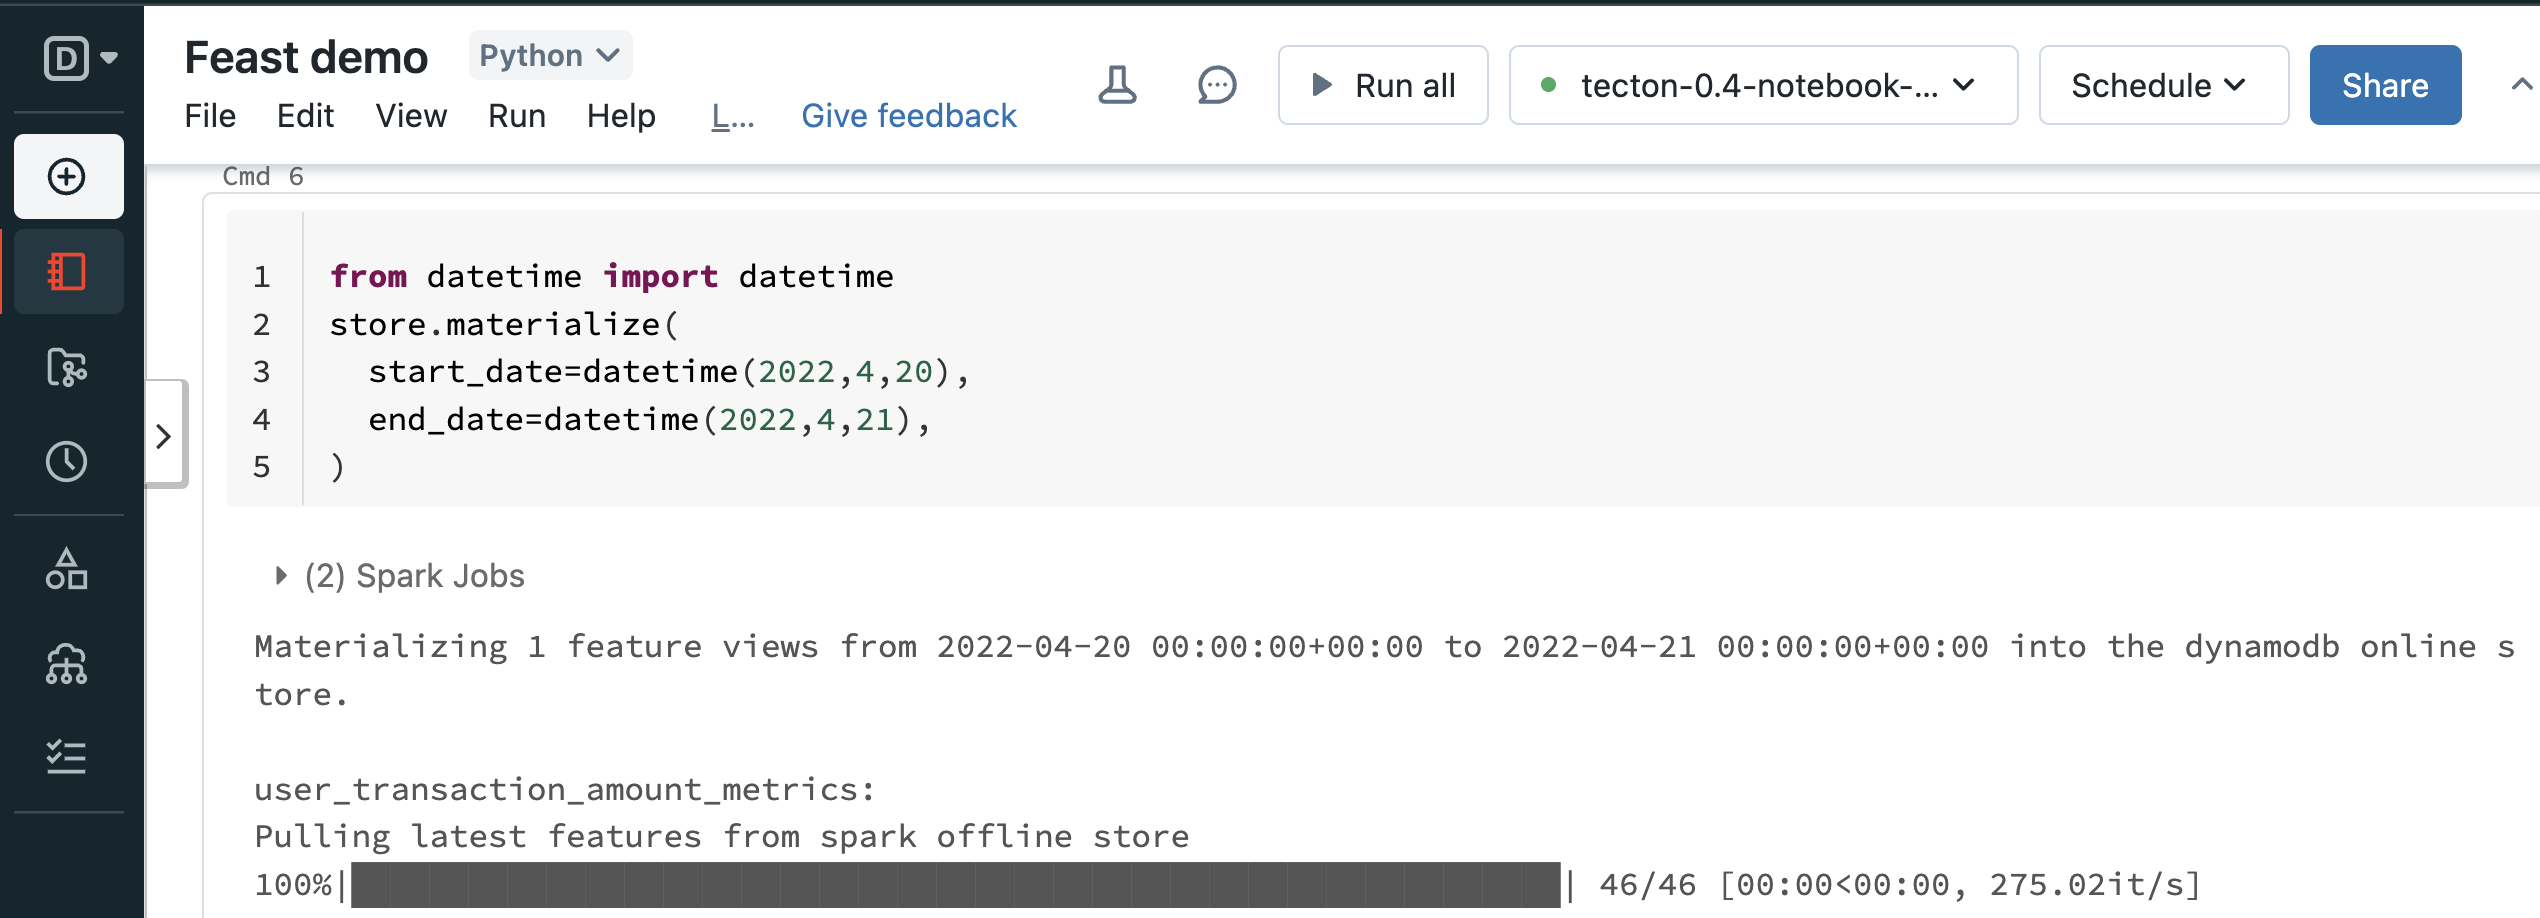 D
Feast demo
Python
File Edit View Run Help L... Give feedback
Run all
tecton-0.4-notebook-...
Schedule
Share
Cmd 6
1 from datetime import datetime
2 store.materialize(
3   start_date=datetime(2022,4,20),
4   end_date=datetime(2022,4,21),
5 )
(2) Spark Jobs
Materializing 1 feature views from 2022-04-20 00:00:00+00:00 to 2022-04-21 00:00:00+00:00 into the dynamodb online s
tore.
user_transaction_amount_metrics:
Pulling latest features from spark offline store
100%|████████████████████████████████| 46/46 [00:00<00:00, 275.02it/s]